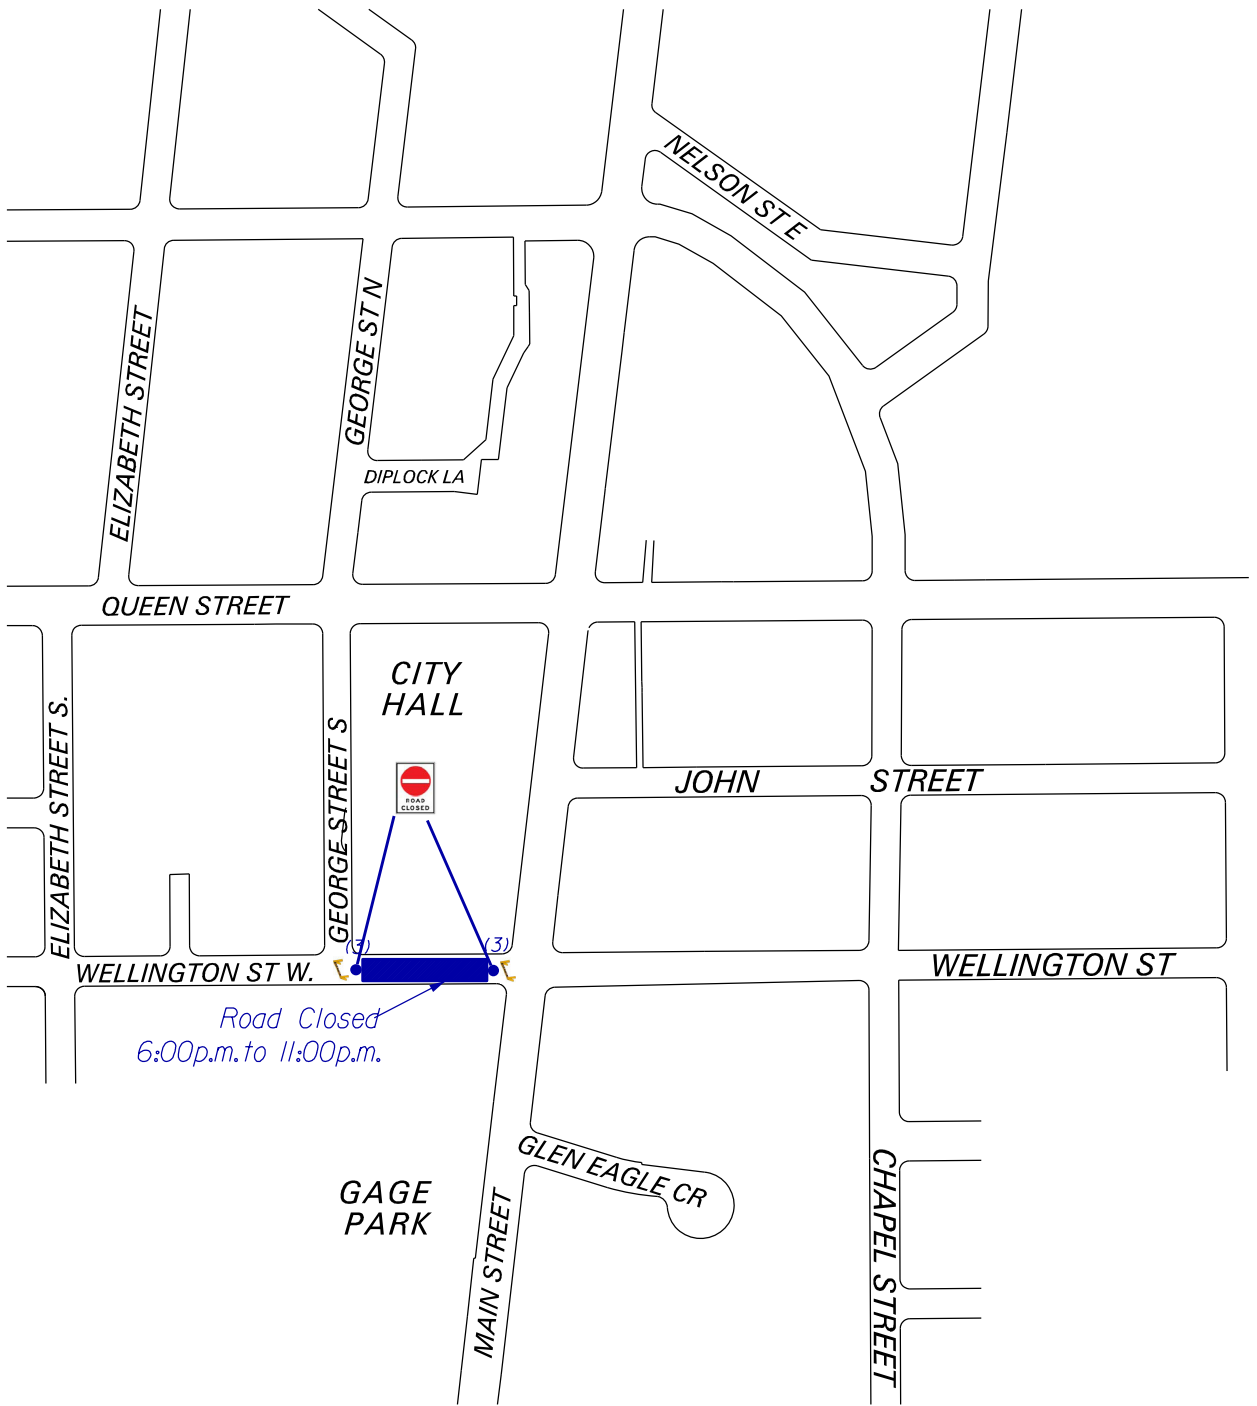 NELSON ST E
GEORGE ST N
ELIZABETH STREET
DIPLOCK LA
QUEEN STREET
CITY
HALL
ELIZABETH STREET S.
GEORGE STREET S
JOHN STREET
ROAD
CLOSED
(3)
(3)
WELLINGTON ST W.
WELLINGTON ST
Road Closed
6:00p.m. to 11:00p.m.
GLEN EAGLE CR
GAGE
PARK
MAIN STREET
CHAPEL STREET